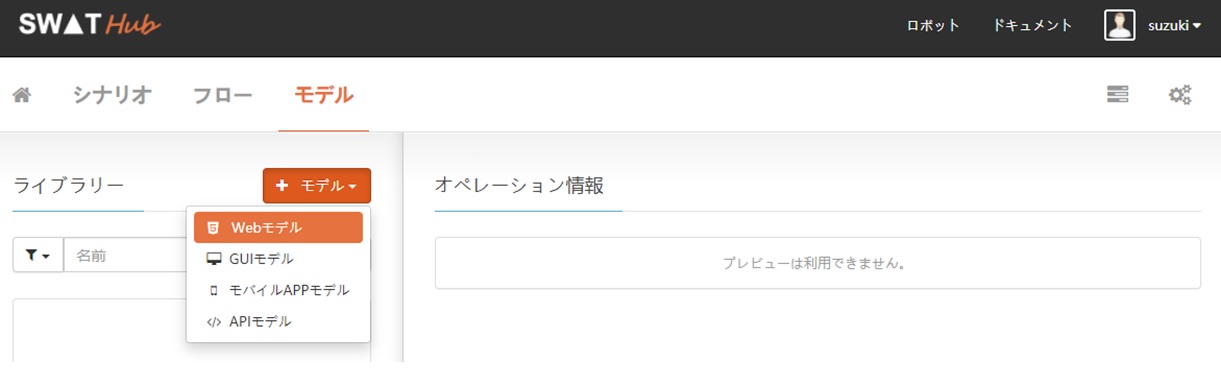 SWAT Hub
ロボット
ドキュメント
suzuki
シナリオ
フロー
モデル
ライブラリー
モデル
オペレーション情報
Webモデル
名前
GUIモデル
プレビューは利用できません。
モバイルAPPモデル
APIモデル